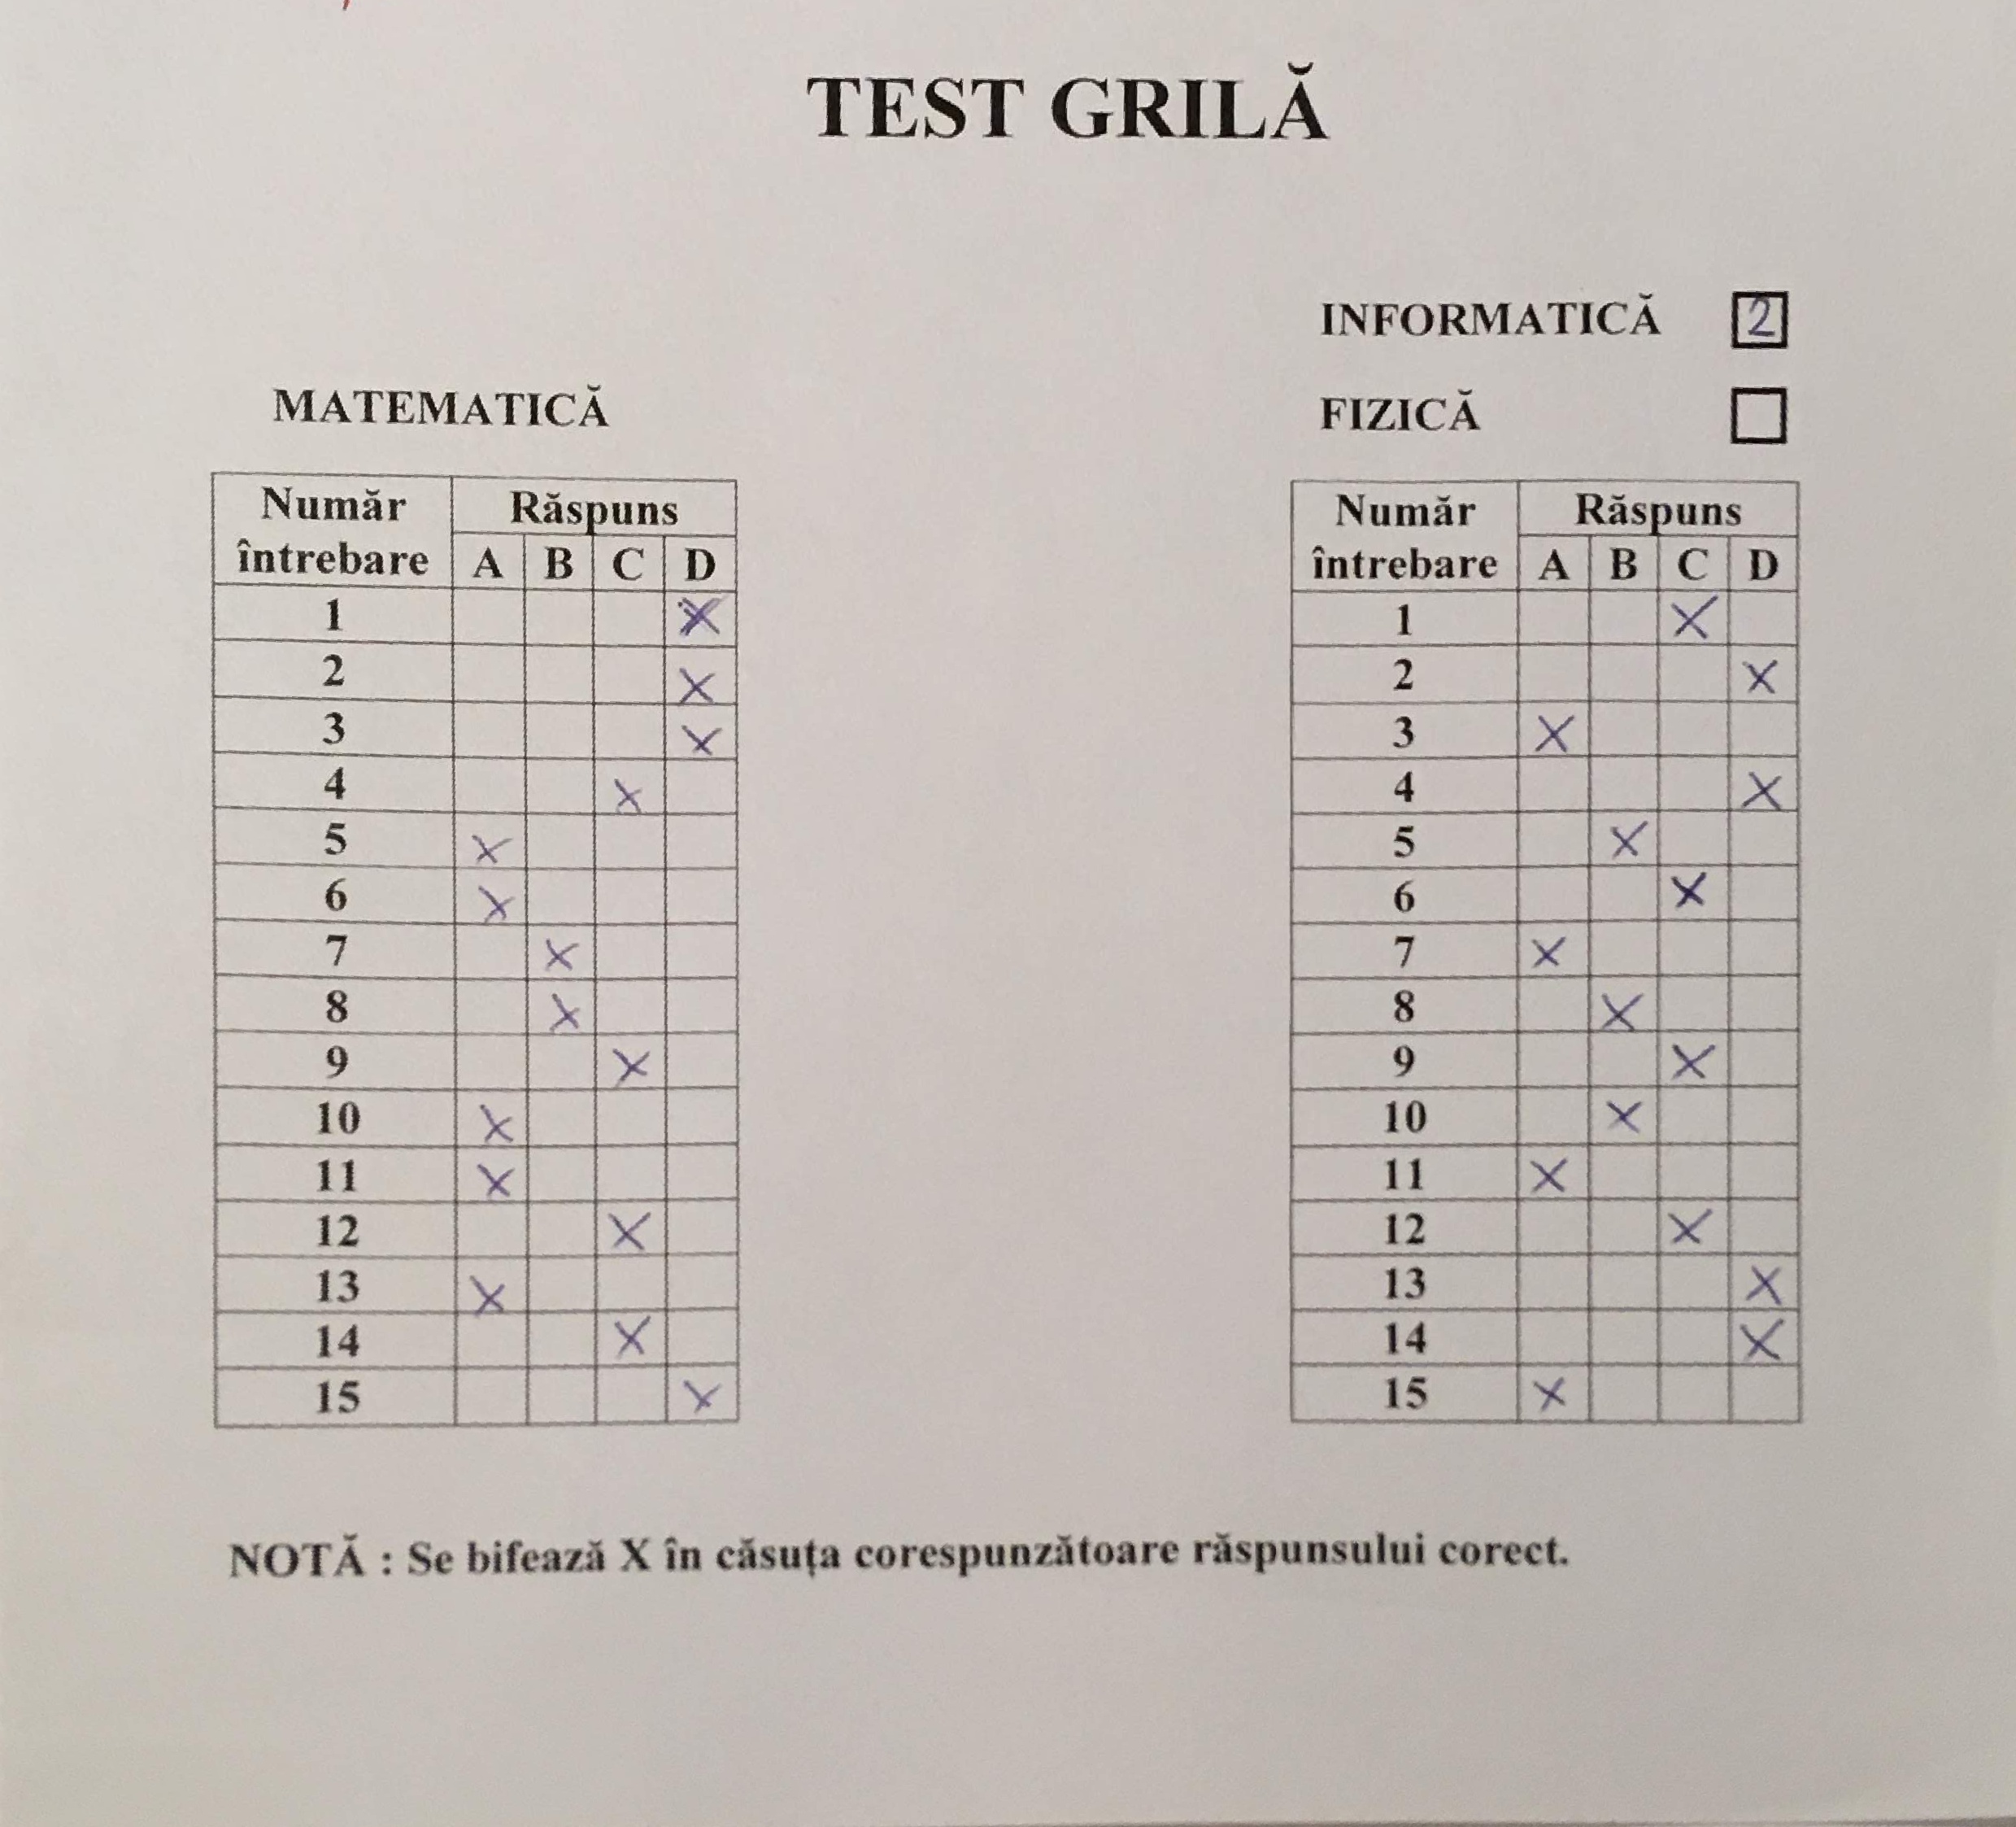 TEST GRILĂ
INFORMATICĂ 2
MATEMATICĂ
FIZICĂ
Număr întrebare Răspuns
A B C D
1 X
2 X
3 X
4 X
5 X
6 X
7 X
8 X
9 X
10 X
11 X
12 X
13 X
14 X
15 X
Număr întrebare Răspuns
A B C D
1 X
2 X
3 X
4 X
5 X
6 X
7 X
8 X
9 X
10 X
11 X
12 X
13 X
14 X
15 X
NOTĂ : Se bifează X în căsuța corespunzătoare răspunsului corect.